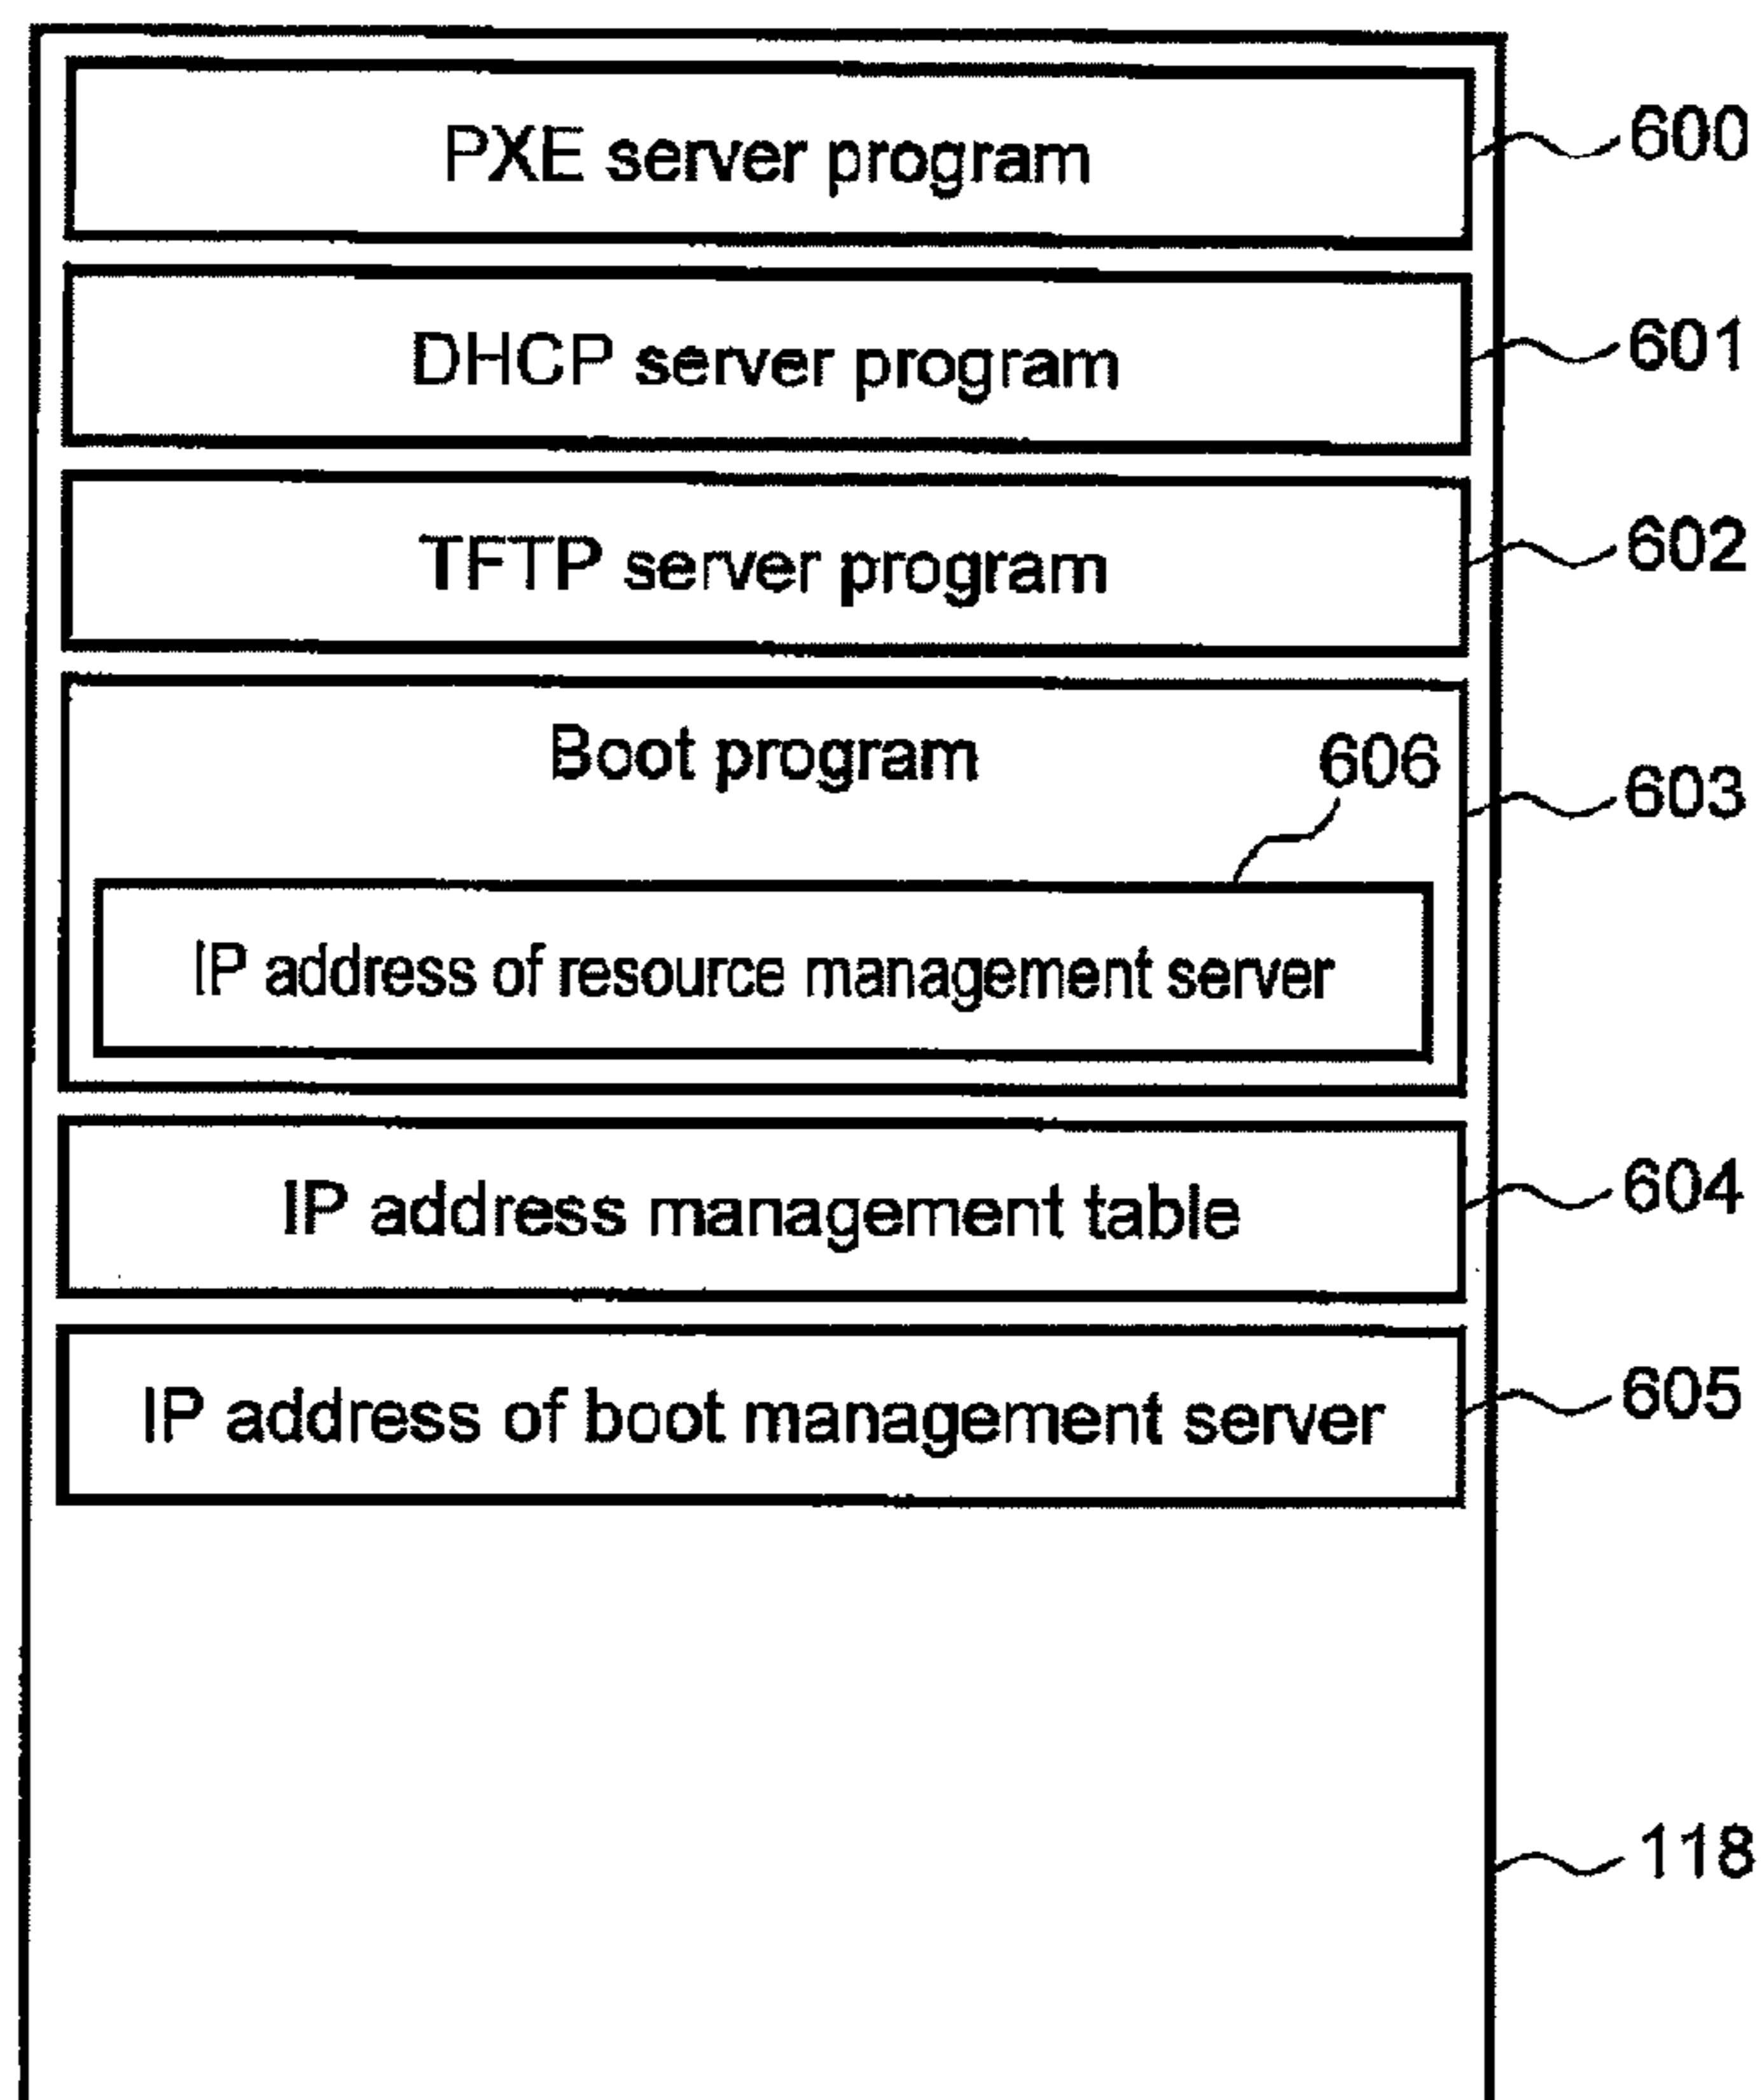 PXE server program
600
DHCP server program
601
TFTP server program
602
Boot program
606
603
IP address of resource management server
IP address management table
604
IP address of boot management server
605
118